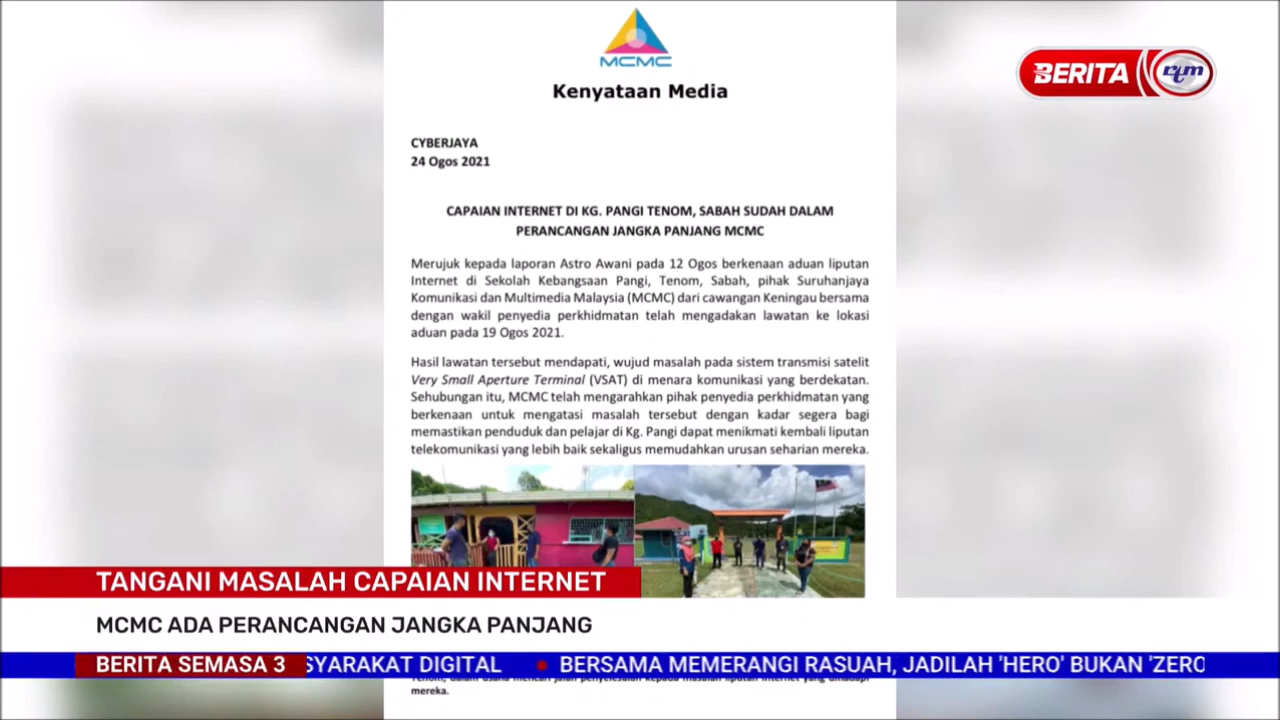 MCMC
Kenyataan Media
BERITA rtm
CYBERJAYA
24 Ogos 2021
CAPAIAN INTERNET DI KG. PANGI TENOM, SABAH SUDAH DALAM
PERANCANGAN JANGKA PANJANG MCMC
Merujuk kepada laporan Astro Awani pada 12 Ogos berkenaan aduan liputan
Internet di Sekolah Kebangsaan Pangi, Tenom, Sabah, pihak Suruhanjaya
Komunikasi dan Multimedia Malaysia (MCMC) dari cawangan Keningau bersama
dengan wakil penyedia perkhidmatan telah mengadakan lawatan ke lokasi
aduan pada 19 Ogos 2021.
Hasil lawatan tersebut mendapati, wujud masalah pada sistem transmisi satelit
Very Small Aperture Terminal (VSAT) di menara komunikasi yang berdekatan.
Sehubungan itu, MCMC telah mengarahkan pihak penyedia perkhidmatan yang
berkenaan untuk mengatasi masalah tersebut dengan kadar segera bagi
memastikan penduduk dan pelajar di Kg. Pangi dapat menikmati kembali liputan
telekomunikasi yang lebih baik sekaligus memudahkan urusan seharian mereka.
TANGANI MASALAH CAPAIAN INTERNET
MCMC ADA PERANCANGAN JANGKA PANJANG
BERITA SEMASA 3 SYARAKAT DIGITAL • BERSAMA MEMERANGI RASUAH, JADILAH 'HERO' BUKAN 'ZERO
mereka.